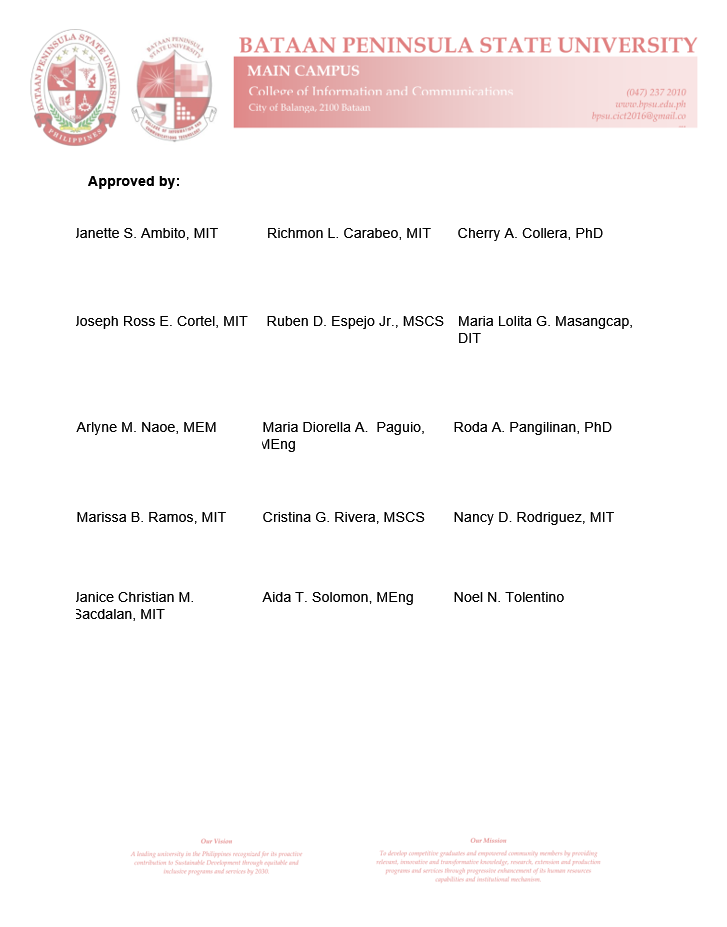 BATAAN PENINSULA STATE UNIVERSITY
MAIN CAMPUS
College of Information and Communications
City of Balanga, 2100 Bataan
(047) 237 2010
www.bpsu.edu.ph
bpsu.cict2016@gmail.co
BATAAN PENINSULA STATE UNIVERSITY
PHILIPPINES
BATAAN PENINSULA
STATE UNIVERSITY
COLLEGE OF INFORMATION AND
COMMUNICATIONS TECHNOLOGY
Approved by:
Janette S. Ambito, MIT Richmon L. Carabeo, MIT Cherry A. Collera, PhD
Joseph Ross E. Cortel, MIT Ruben D. Espejo Jr., MSCS Maria Lolita G. Masangcap,
DIT
Arlyne M. Naoe, MEM Maria Diorella A. Paguio, Roda A. Pangilinan, PhD
MEng
Marissa B. Ramos, MIT Cristina G. Rivera, MSCS Nancy D. Rodriguez, MIT
Janice Christian M. Aida T. Solomon, MEng Noel N. Tolentino
Sacdalan, MIT
Our Vision
A leading university in the Philippines recognized for its proactive
contribution to Sustainable Development through equitable and
inclusive programs and services by 2030.
Our Mission
To develop competitive graduates and empowered community members by providing
relevant, innovative and transformative knowledge, research, extension and production
programs and services through progressive enhancement of its human resources
capabilities and institutional mechanism.